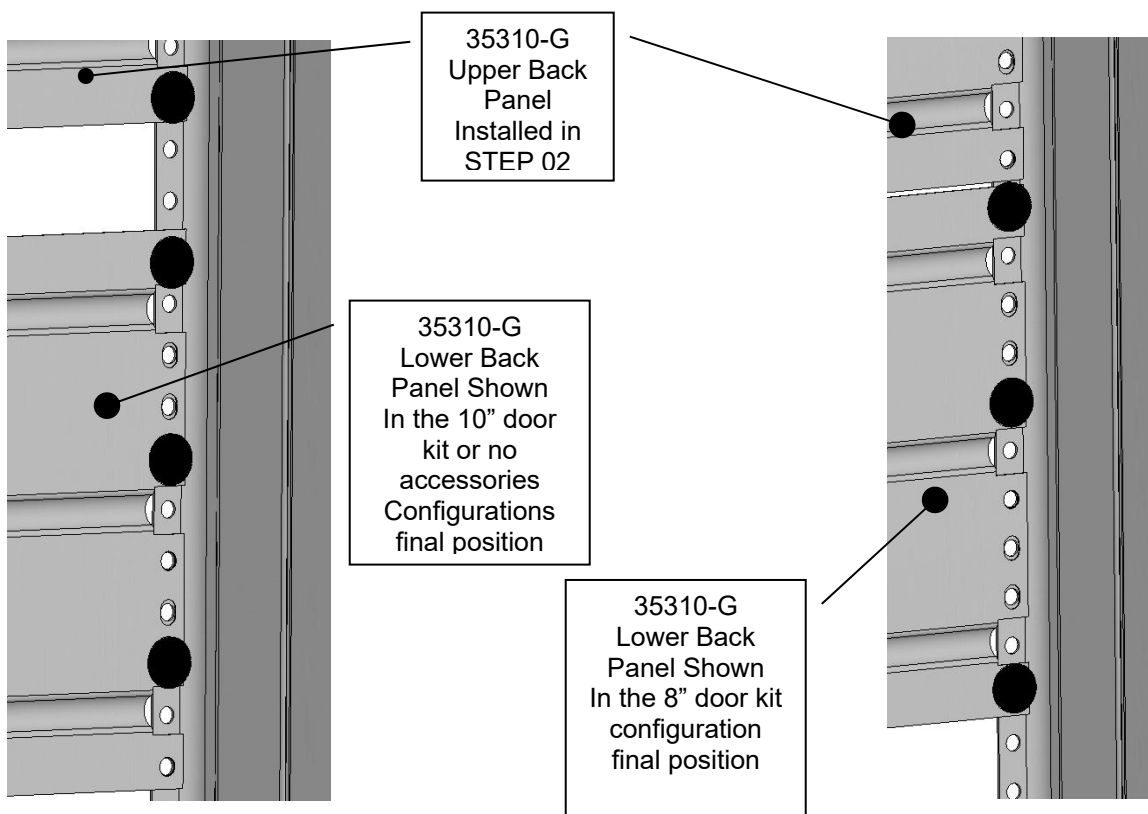 35310-G
Upper Back
Panel
Installed in
STEP 02
35310-G
Lower Back
Panel Shown
In the 10” door
kit or no
accessories
Configurations
final position
35310-G
Lower Back
Panel Shown
In the 8” door kit
configuration
final position